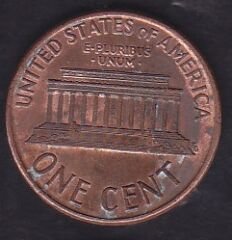 UNITED STATES OF AMERICA
E·PLURIBUS
·UNUM·
ONE CENT